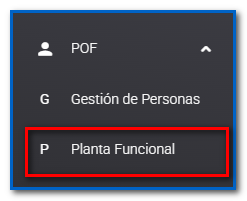 POF
G Gestión de Personas
P Planta Funcional